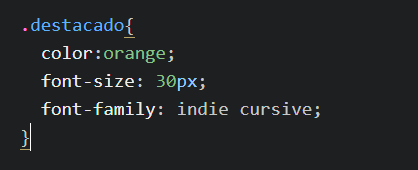 .destacado{
color:orange;
font-size: 30px;
font-family: indie cursive;
}